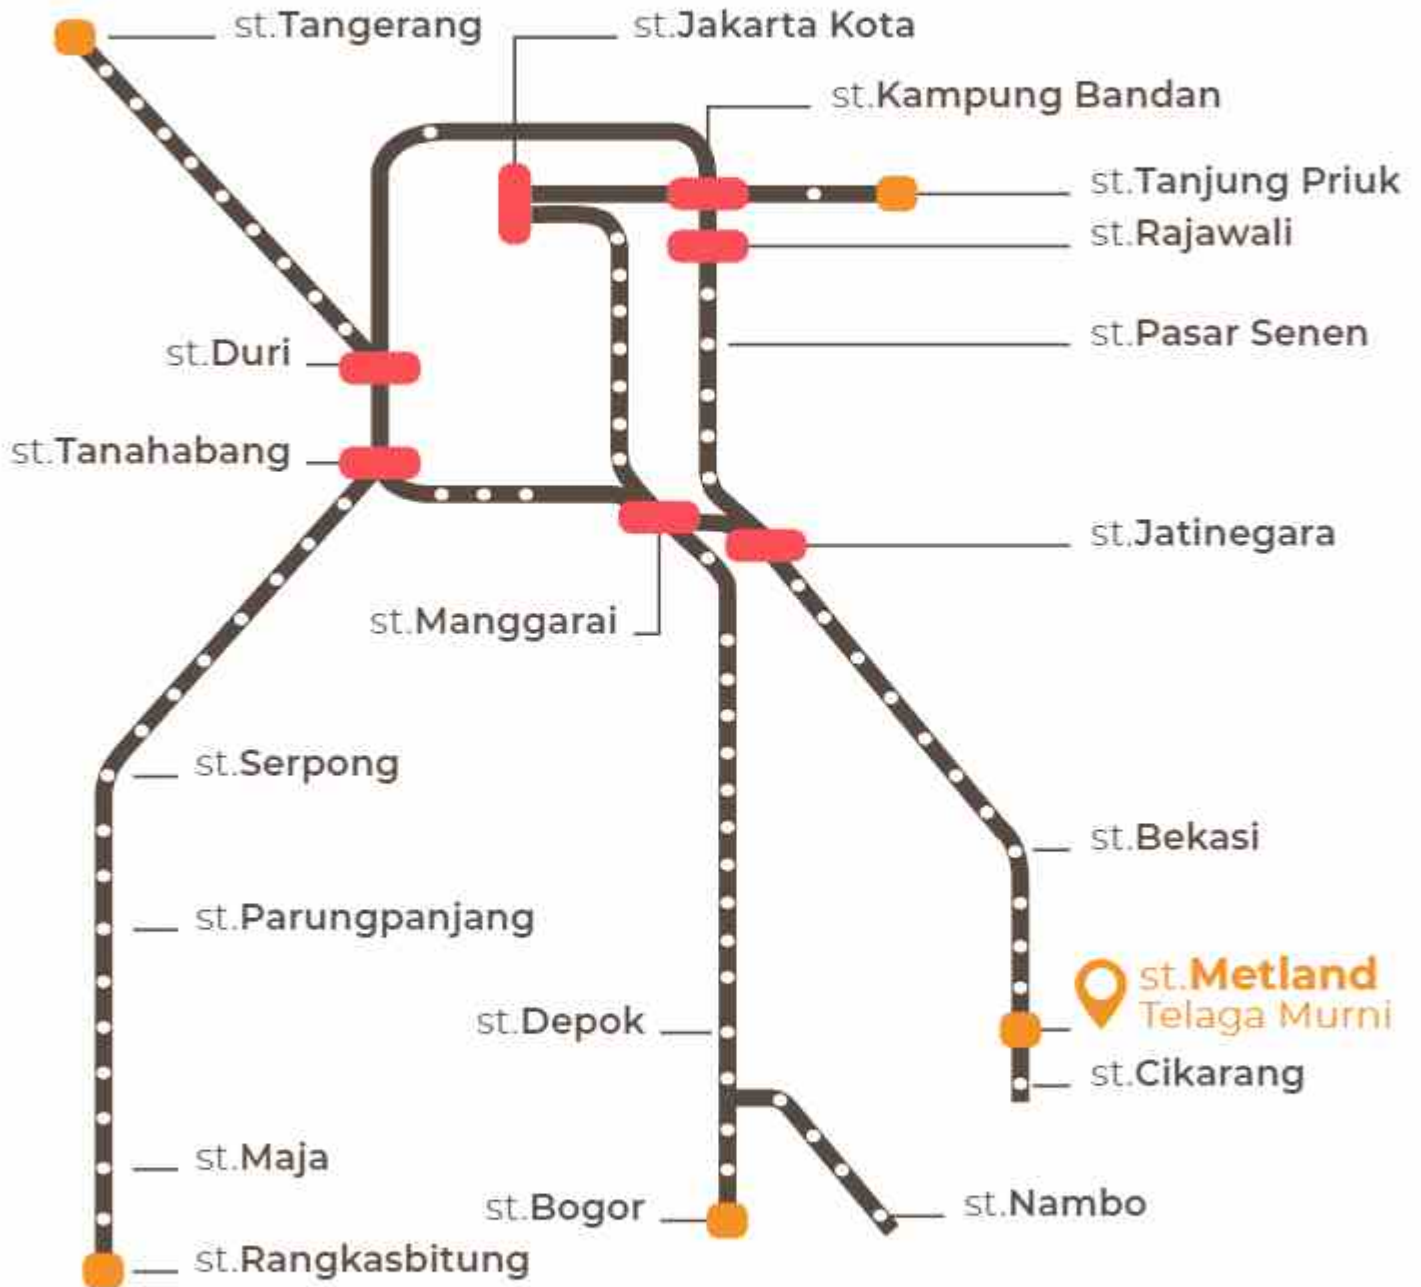 st.Tangerang
st.Jakarta Kota
st.Kampung Bandan
st.Tanjung Priuk
st.Rajawali
st.Pasar Senen
st.Duri
st.Tanahabang
st.Jatinegara
st.Manggarai
st.Serpong
st.Bekasi
st.Parungpanjang
st.Metland
Telaga Murni
st.Depok
st.Cikarang
st.Maja
st.Bogor
st.Nambo
st.Rangkasbitung